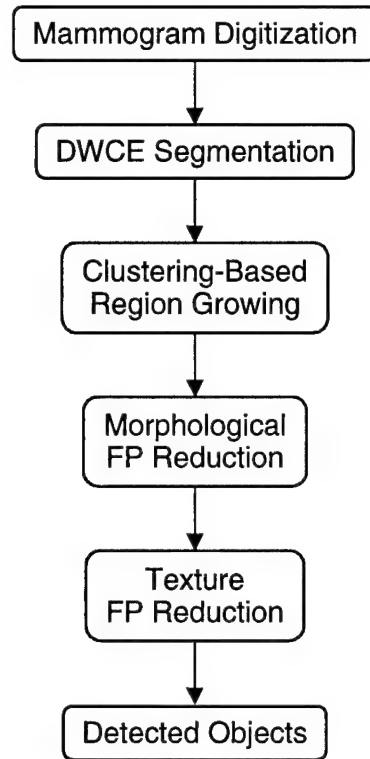 Mammogram Digitization
DWCE Segmentation
Clustering-Based
Region Growing
Morphological
FP Reduction
Texture
FP Reduction
Detected Objects